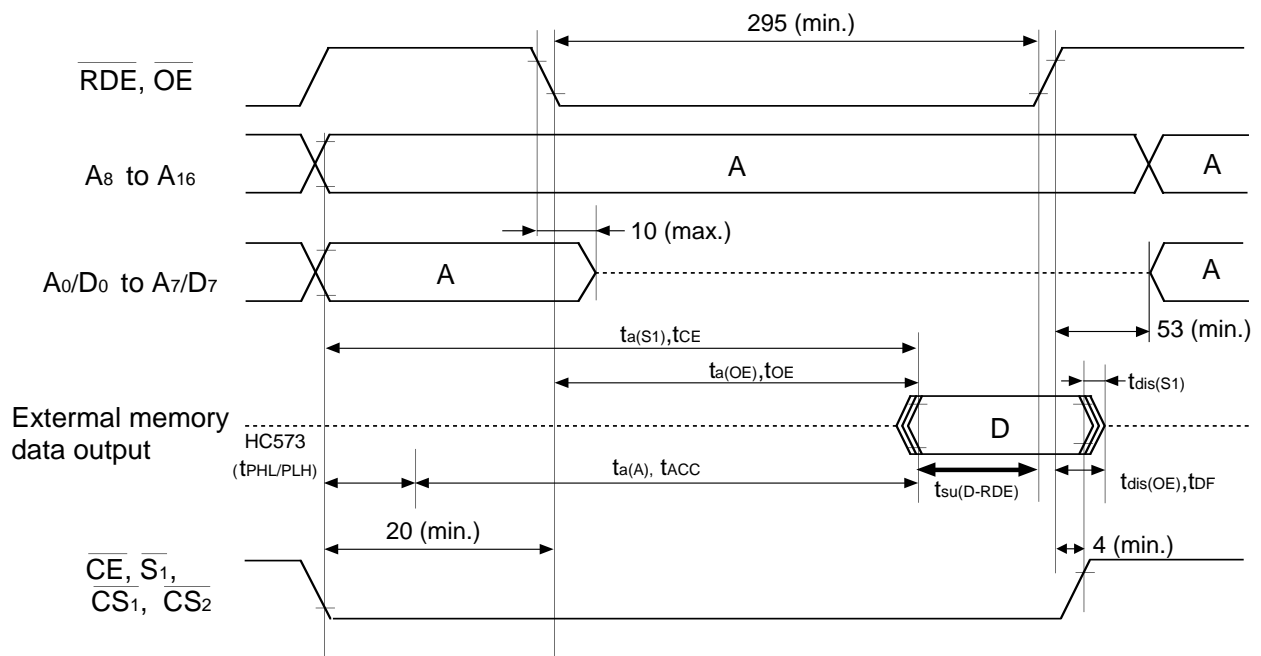 295 (min.)
RDE, OE
A8 to A16
A
A
10 (max.)
A0/D0 to A7/D7
A
A
53 (min.)
ta(S1),tCE
ta(OE),tOE
tdis(S1)
Extermal memory
data output
D
HC573
(tPHL/PLH)
ta(A), tACC
tsu(D-RDE)
tdis(OE),tDF
20 (min.)
4 (min.)
CE, S1,
CS1, CS2